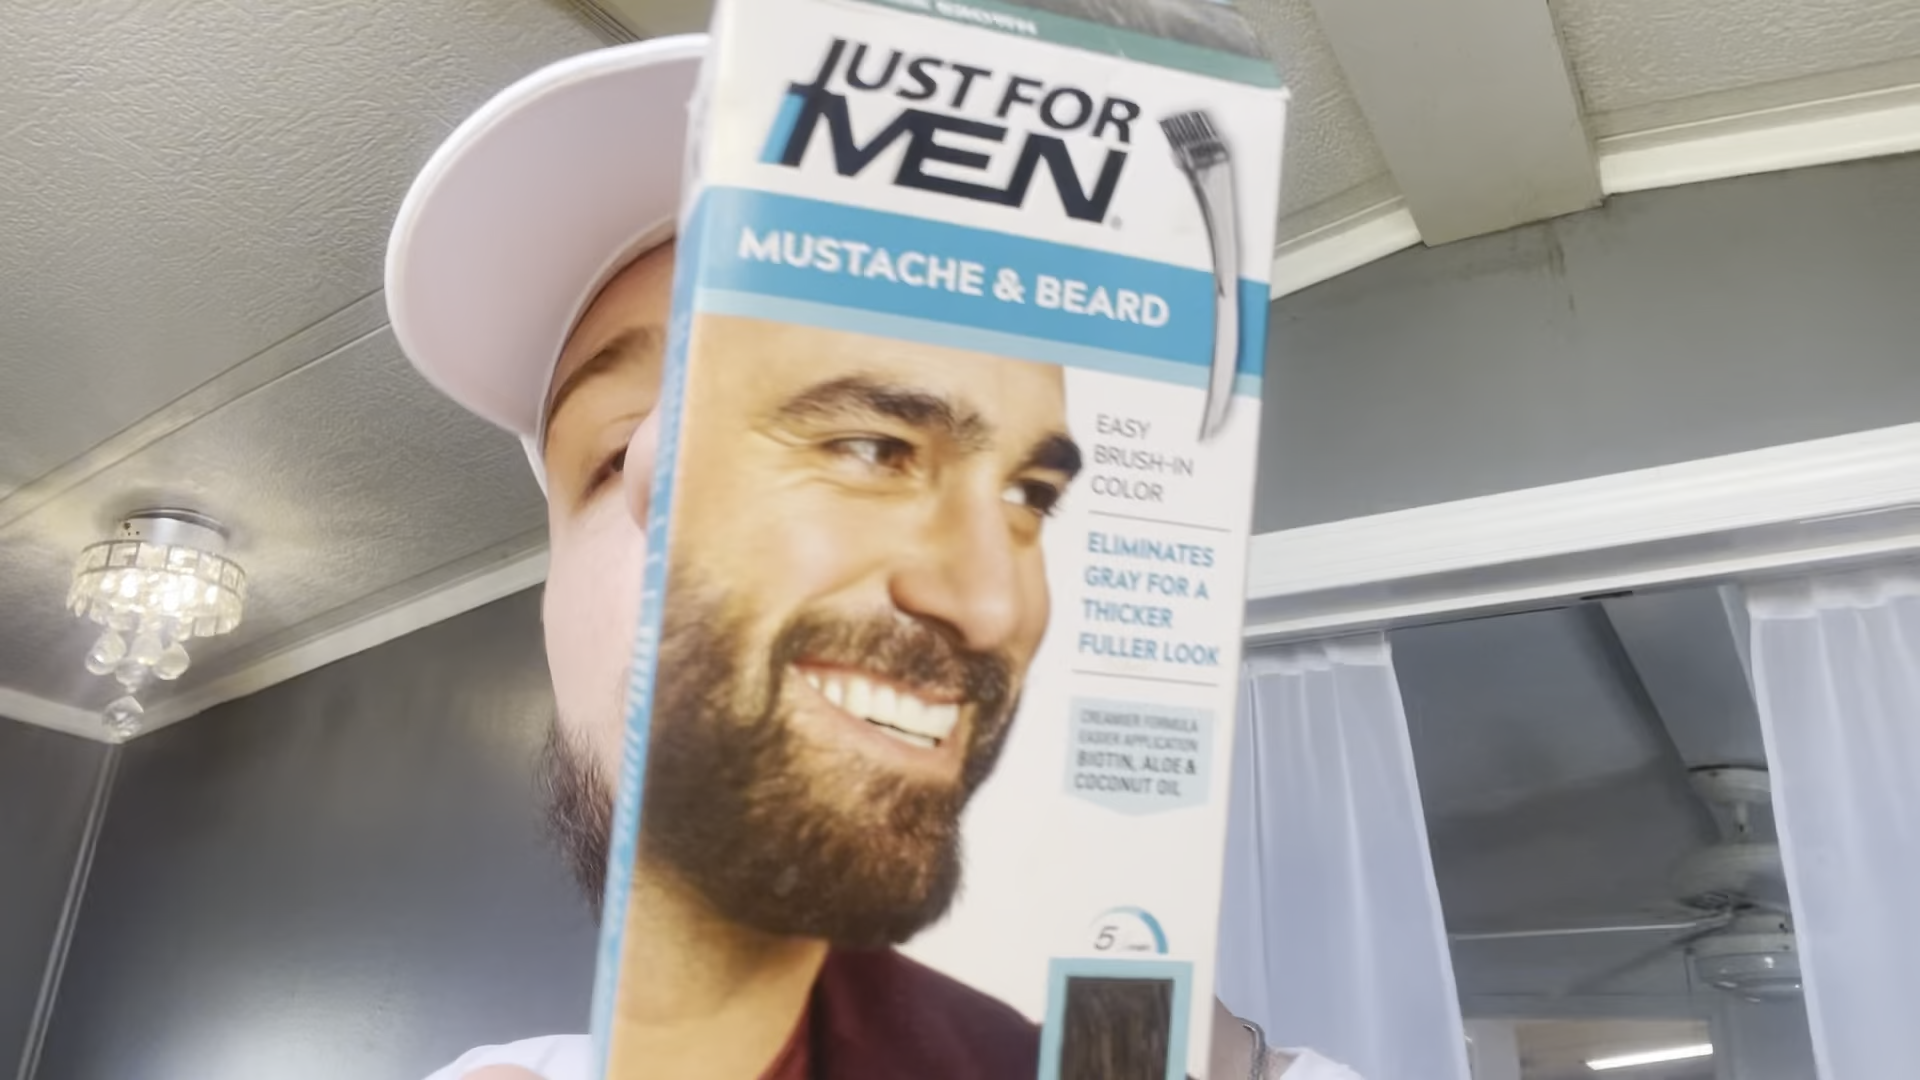 BROWN
JUST FOR
MEN
MUSTACHE & BEARD
EASY
BRUSH-IN
COLOR
ELIMINATES
GRAY FOR A
THICKER
FULLER LOOK
CREAMIER FORMULA
EASIER APPLICATION
BIOTIN, ALOE &
COCONUT OIL
5